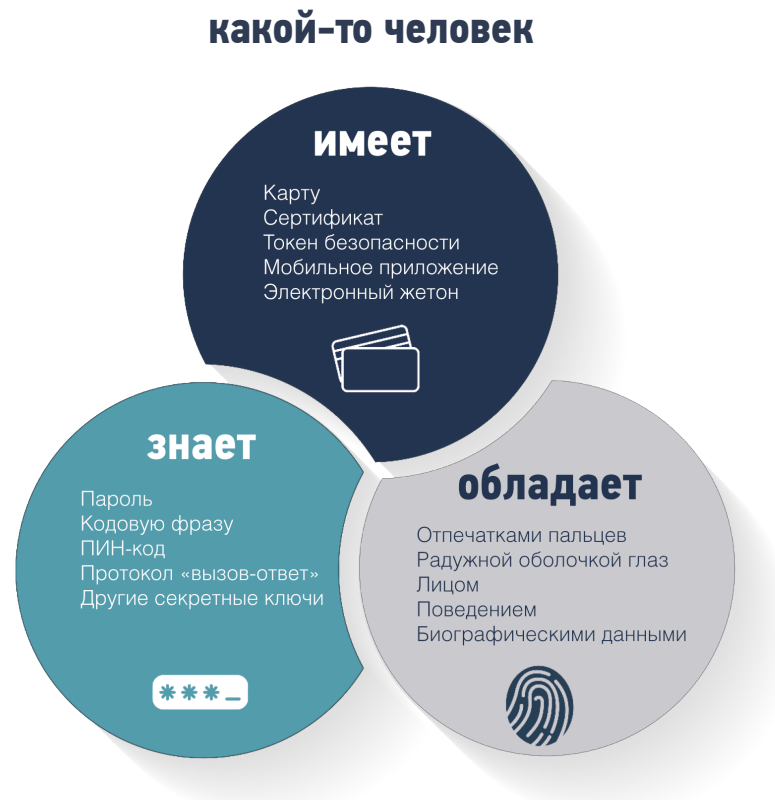 какой-то человек
имеет
Карту
Сертификат
Токен безопасности
Мобильное приложение
Электронный жетон
знает
Пароль
Кодовую фразу
ПИН-код
Протокол «вызов-ответ»
Другие секретные ключи
***_
обладает
Отпечатками пальцев
Радужной оболочкой глаз
Лицом
Поведением
Биографическими данными